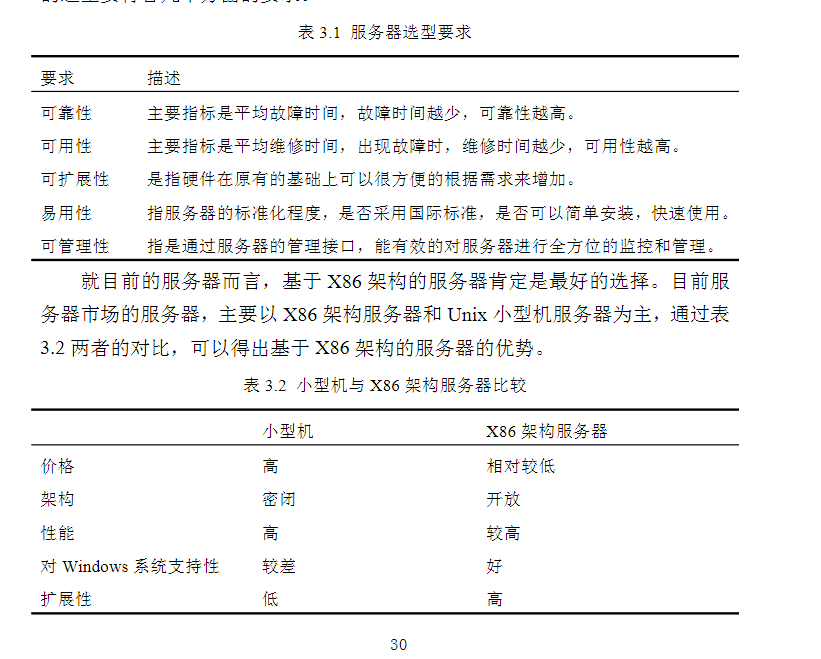 表 3.1 服务器选型要求
要求 描述
可靠性 主要指标是平均故障时间，故障时间越少，可靠性越高。
可用性 主要指标是平均维修时间，出现故障时，维修时间越少，可用性越高。
可扩展性 是指硬件在原有的基础上可以很方便的根据需求来增加。
易用性 指服务器的标准化程度，是否采用国际标准，是否可以简单安装，快速使用。
可管理性 指是通过服务器的管理接口，能有效的对服务器进行全方位的监控和管理。
就目前的服务器而言，基于 X86 架构的服务器肯定是最好的选择。目前服
务器市场的服务器，主要以 X86 架构服务器和 Unix 小型机服务器为主，通过表
3.2 两者的对比，可以得出基于 X86 架构的服务器的优势。
表 3.2 小型机与 X86 架构服务器比较
小型机 X86 架构服务器
价格 高 相对较低
架构 密闭 开放
性能 高 较高
对 Windows 系统支持性 较差 好
扩展性 低 高
30